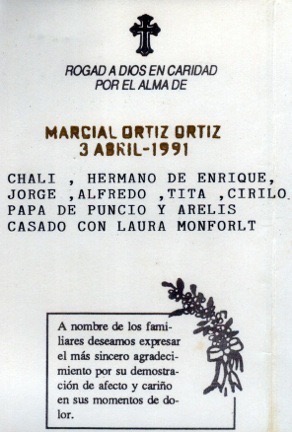 ROGAD A DIOS EN CARIDAD
POR EL ALMA DE
MARCIAL ORTIZ ORTIZ
3 ABRIL-1991
CHALI , HERMANO DE ENRIQUE,
JORGE ,ALFREDO ,TITA ,CIRILO
PAPA DE PUNCIO Y ARELIS
CASADO CON LAURA MONFORLT
A nombre de los fami-
liares deseamos expresar
el más sincero agradeci-
miento por su demostra-
ción de afecto y cariño
en sus momentos de do-
lor.